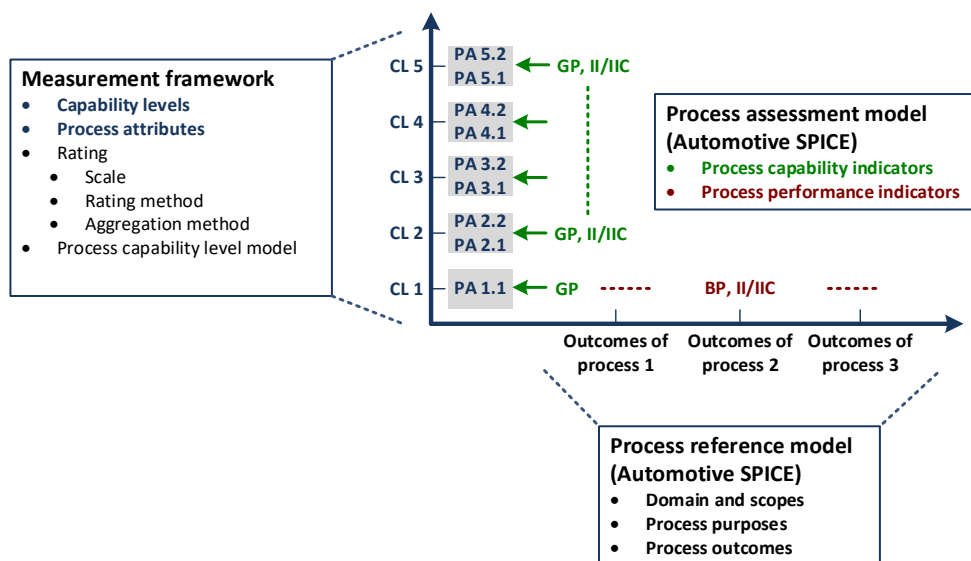 Measurement framework
• Capability levels
• Process attributes
• Rating
• Scale
• Rating method
• Aggregation method
• Process capability level model
CL 5
PA 5.2
PA 5.1
GP, II/IIC
CL 4
PA 4.2
PA 4.1
CL 3
PA 3.2
PA 3.1
CL 2
PA 2.2
PA 2.1
GP, II/IIC
CL 1
PA 1.1
GP
BP, II/IIC
Process assessment model
(Automotive SPICE)
• Process capability indicators
• Process performance indicators
Outcomes of
process 1
Outcomes of
process 2
Outcomes of
process 3
Process reference model
(Automotive SPICE)
• Domain and scopes
• Process purposes
• Process outcomes